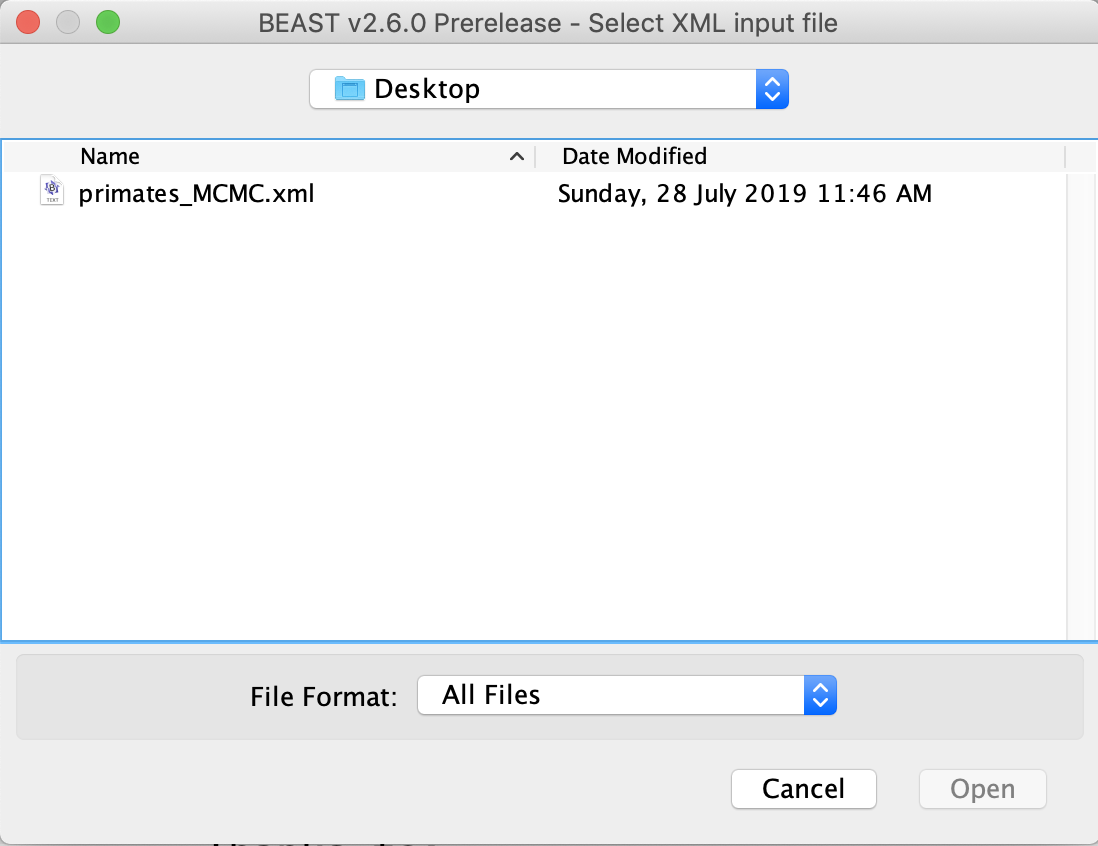 BEAST v2.6.0 Prerelease - Select XML input file
Desktop
Name Date Modified
primates_MCMC.xml Sunday, 28 July 2019 11:46 AM
File Format: All Files
Cancel Open